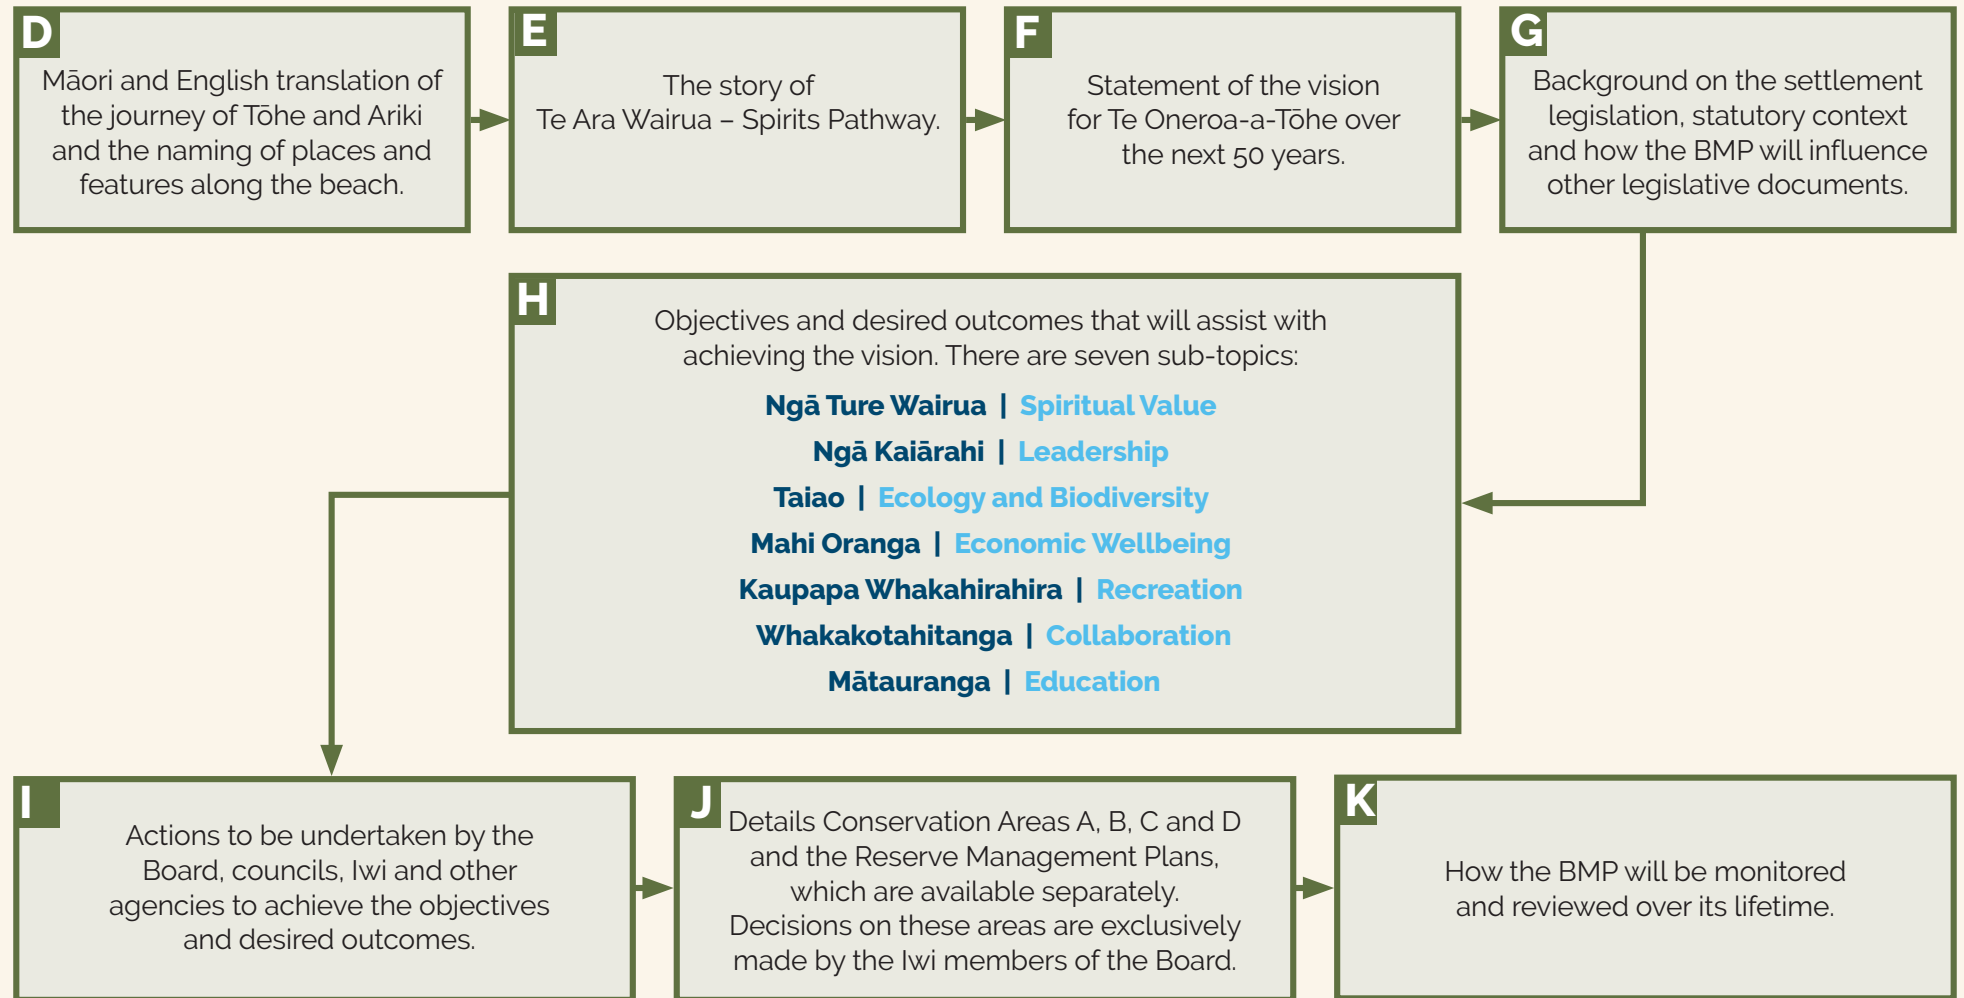 D
Māori and English translation of
the journey of Tōhe and Ariki
and the naming of places and
features along the beach.
E
The story of
Te Ara Wairua – Spirits Pathway.
F
Statement of the vision
for Te Oneroa-a-Tōhe over
the next 50 years.
G
Background on the settlement
legislation, statutory context
and how the BMP will influence
other legislative documents.
H
Objectives and desired outcomes that will assist with
achieving the vision. There are seven sub-topics:
Ngā Ture Wairua | Spiritual Value
Ngā Kaiārahi | Leadership
Taiao | Ecology and Biodiversity
Mahi Oranga | Economic Wellbeing
Kaupapa Whakahirahira | Recreation
Whakakotahitanga | Collaboration
Mātauranga | Education
I
Actions to be undertaken by the
Board, councils, Iwi and other
agencies to achieve the objectives
and desired outcomes.
J
Details Conservation Areas A, B, C and D
and the Reserve Management Plans,
which are available separately.
Decisions on these areas are exclusively
made by the Iwi members of the Board.
K
How the BMP will be monitored
and reviewed over its lifetime.